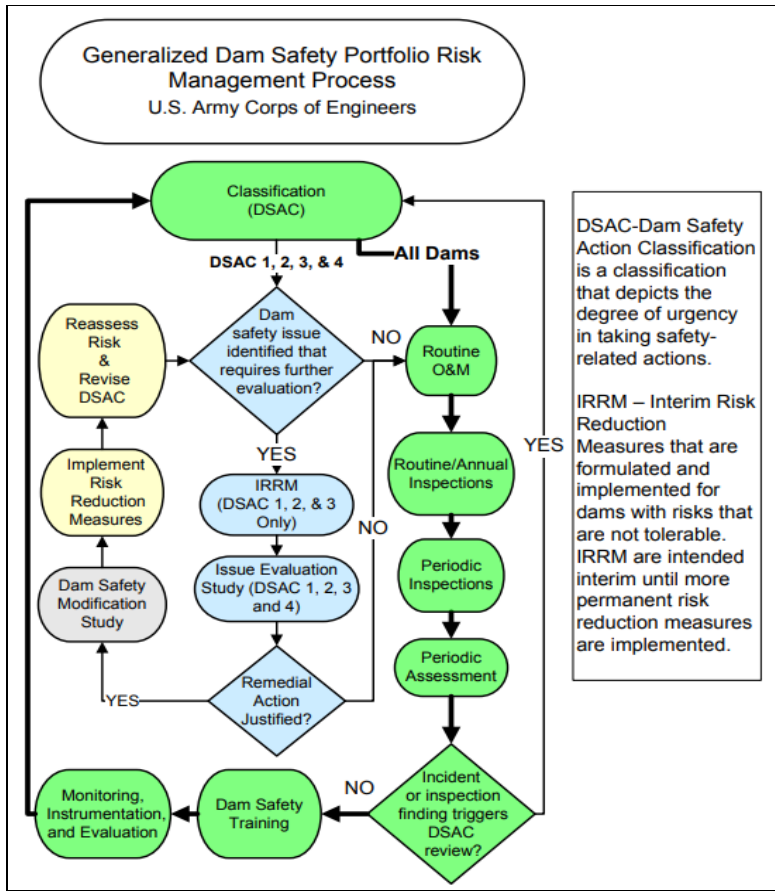 Generalized Dam Safety Portfolio Risk
Management Process
U.S. Army Corps of Engineers
Classification
(DSAC)
DSAC 1, 2, 3, & 4
All Dams
Dam
safety issue
identified that
requires further
evaluation?
NO
YES
Reassess
Risk
&
Revise
DSAC
Implement
Risk
Reduction
Measures
Dam Safety
Modification
Study
IRRM
(DSAC 1, 2, & 3
Only)
Issue Evaluation
Study (DSAC 1, 2, 3
and 4)
Remedial
Action
Justified?
YES
NO
Routine
O&M
Routine/Annual
Inspections
Periodic
Inspections
Periodic
Assessment
Incident
or inspection
finding triggers
DSAC
review?
YES
NO
Dam Safety
Training
Monitoring,
Instrumentation,
and Evaluation
DSAC-Dam Safety
Action Classification
is a classification
that depicts the
degree of urgency
in taking safety-
related actions.
IRRM – Interim Risk
Reduction
Measures that are
formulated and
implemented for
dams with risks that
are not tolerable.
IRRM are intended
interim until more
permanent risk
reduction measures
are implemented.